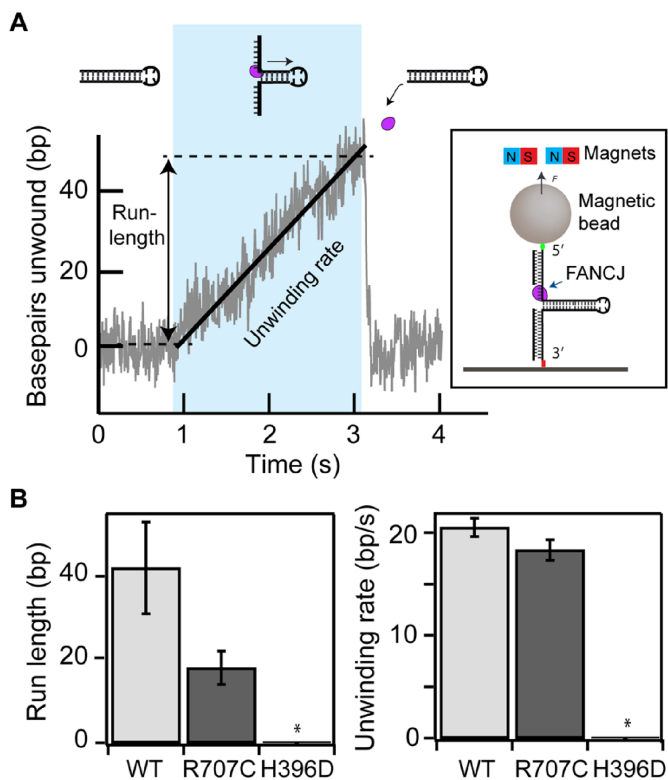 A
Basepairs unwound (bp)
40
20
0
Run-
length
Unwinding rate
0
1
2
3
4
Time (s)
N S N S Magnets
F
Magnetic
bead
5′
FANCJ
3′
B
Run length (bp)
40
20
0
*
WT R707C H396D
Unwinding rate (bp/s)
20
10
0
*
WT R707C H396D